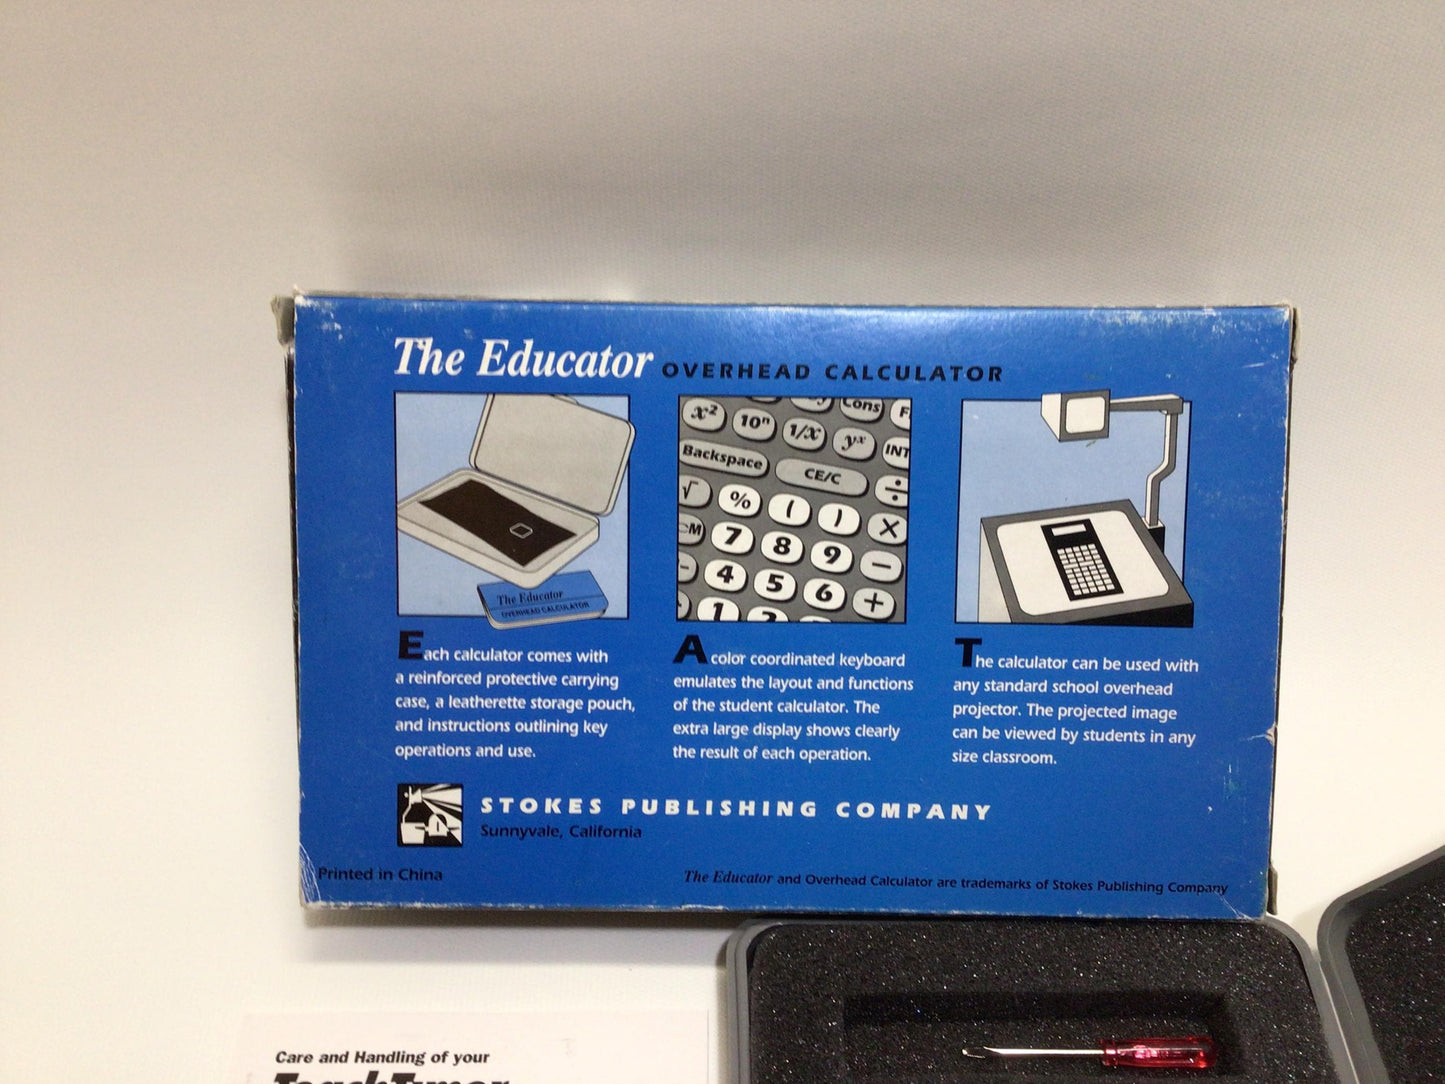 The Educator OVERHEAD CALCULATOR
The Educator
OVERHEAD CALCULATOR
Cons
x² 10ⁿ 1/x yˣ INT
Backspace CE/C ÷
√ % ( ) ×
7 8 9 −
4 5 6 +
1 2
Each calculator comes with
a reinforced protective carrying
case, a leatherette storage pouch,
and instructions outlining key
operations and use.
A color coordinated keyboard
emulates the layout and functions
of the student calculator. The
extra large display shows clearly
the result of each operation.
The calculator can be used with
any standard school overhead
projector. The projected image
can be viewed by students in any
size classroom.
STOKES PUBLISHING COMPANY
Sunnyvale, California
Printed in China
The Educator and Overhead Calculator are trademarks of Stokes Publishing Company
Care and Handling of your
TeachTimer